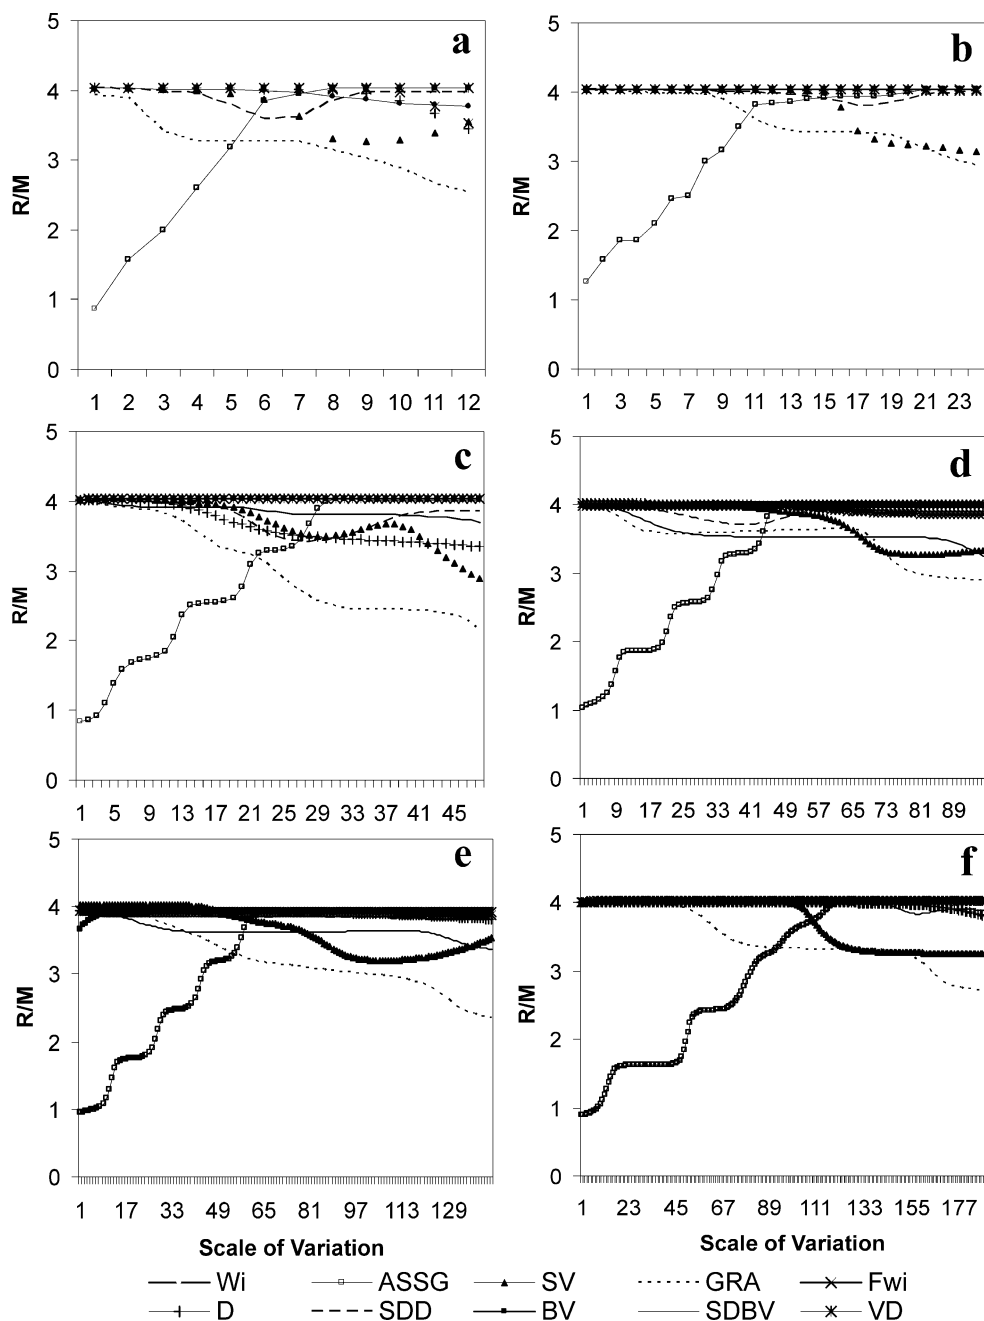 a
b
5
4
3
2
1
0
R/M
1 2 3 4 5 6 7 8 9 10 11 12
5
4
3
2
1
0
R/M
1 3 5 7 9 11 13 15 17 19 21 23
c
d
5
4
3
2
1
0
R/M
1 5 9 13 17 21 25 29 33 37 41 45
5
4
3
2
1
0
R/M
1 9 17 25 33 41 49 57 65 73 81 89
e
f
5
4
3
2
1
0
R/M
1 17 33 49 65 81 97 113 129
Scale of Variation
5
4
3
2
1
0
R/M
1 23 45 67 89 111 133 155 177
Scale of Variation
Wi ASSG SV GRA Fwi
D SDD BV SDBV VD